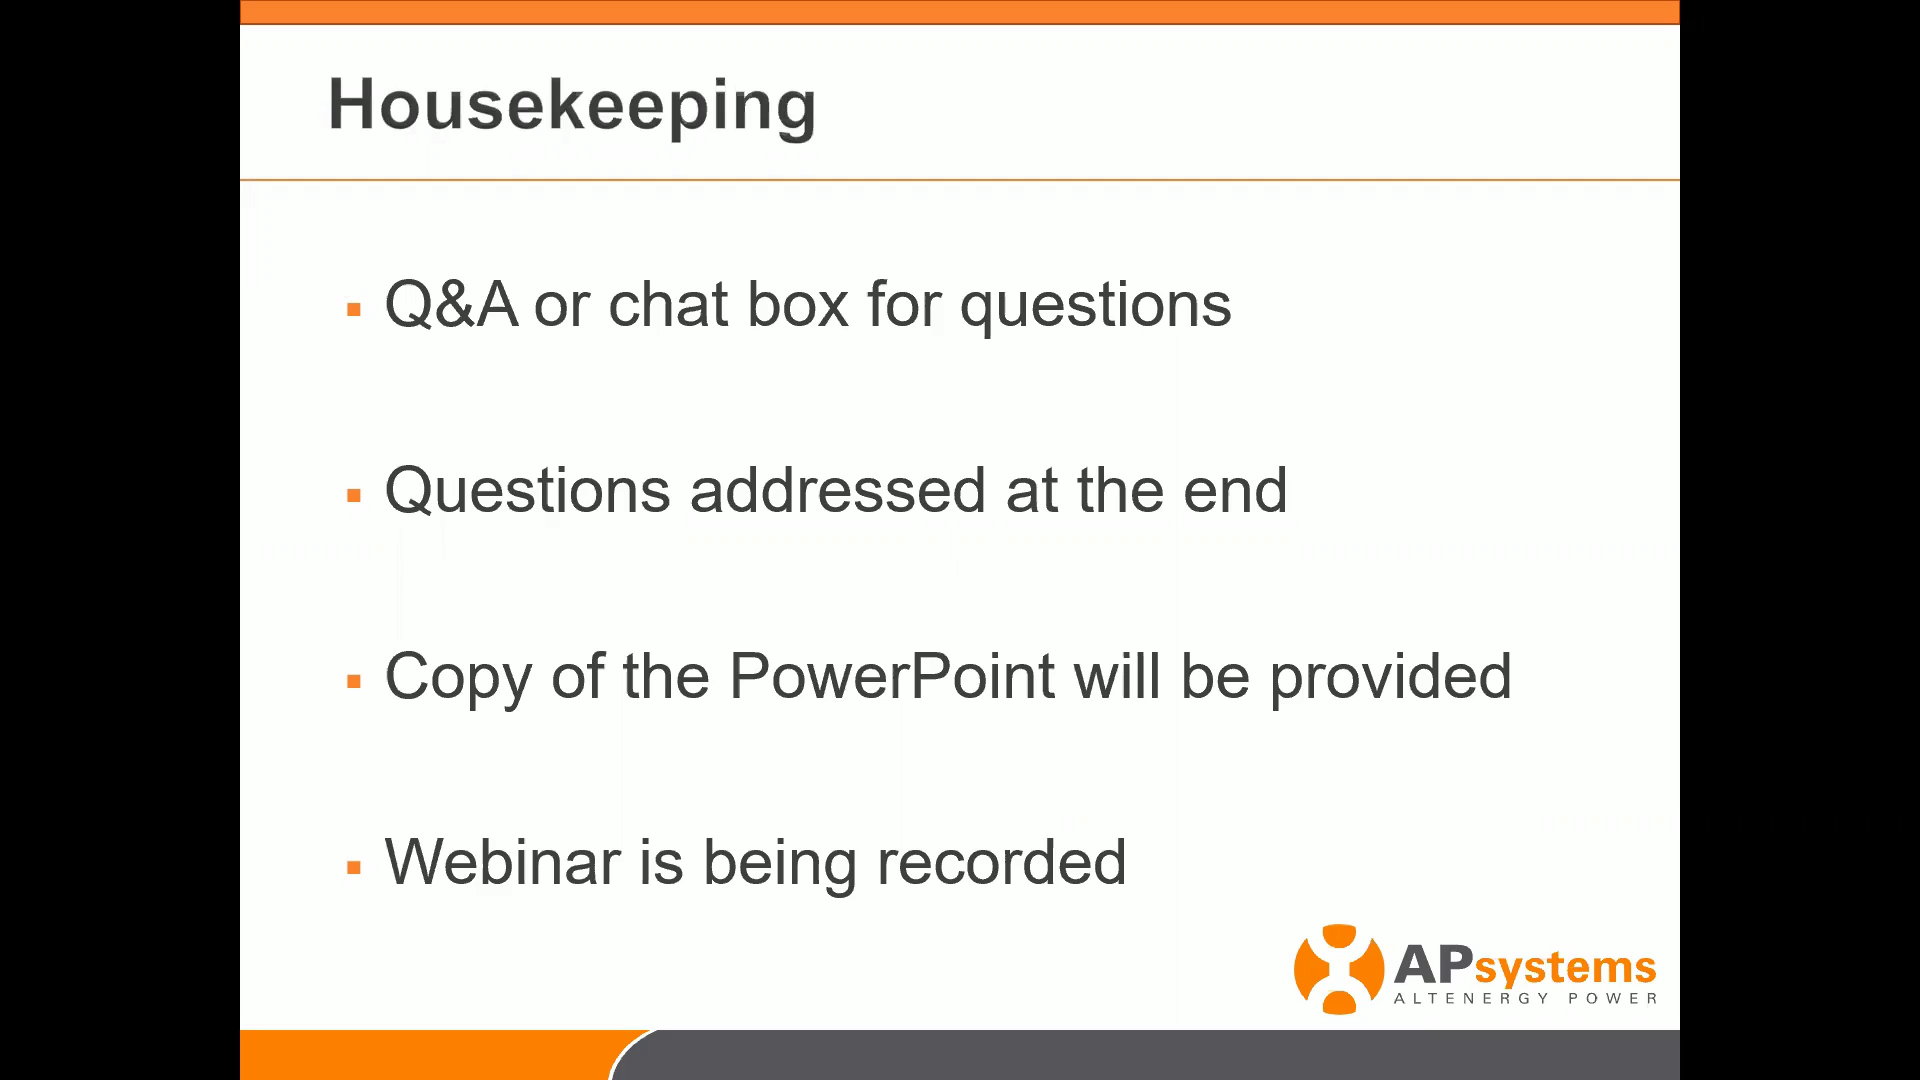 Housekeeping
Q&A or chat box for questions
Questions addressed at the end
Copy of the PowerPoint will be provided
Webinar is being recorded
APsystems
ALTENERGY POWER